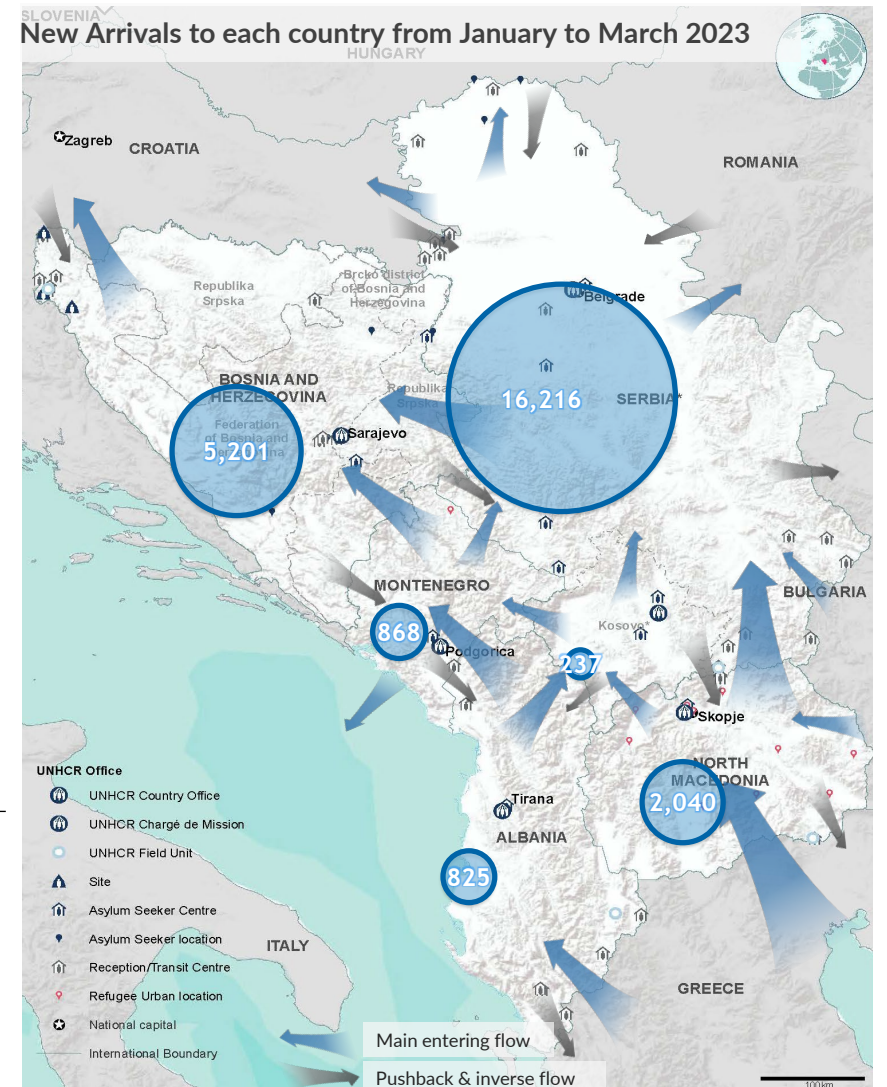 SLOVENIA
New Arrivals to each country from January to March 2023
HUNGARY
Zagreb
CROATIA
ROMANIA
Republika
Srpska
Brcko district
of Bosnia and
Herzegovina
Belgrade
BOSNIA AND
HERZEGOVINA
Republika
Srpska
16,216
SERBIA*
Federation
of Bosnia and
Herzegovina
5,201
Sarajevo
MONTENEGRO
BULGARIA
868
Kosovo*
Podgorica
237
Skopje
NORTH
MACEDONIA
2,040
Tirana
ALBANIA
825
UNHCR Office
UNHCR Country Office
UNHCR Chargé de Mission
UNHCR Field Unit
Site
Asylum Seeker Centre
Asylum Seeker location
Reception/Transit Centre
Refugee Urban location
National capital
International Boundary
ITALY
GREECE
Main entering flow
Pushback & inverse flow
100 km